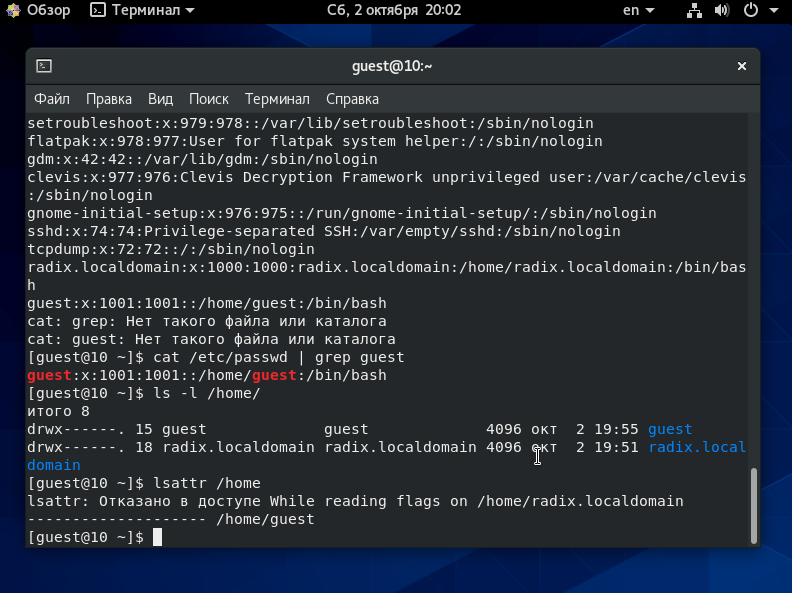 Обзор Терминал Сб, 2 октября 20:02 en
guest@10:~
Файл Правка Вид Поиск Терминал Справка
setroubleshoot:x:979:978::/var/lib/setroubleshoot:/sbin/nologin
flatpak:x:978:977:User for flatpak system helper:/:/sbin/nologin
gdm:x:42:42::/var/lib/gdm:/sbin/nologin
clevis:x:977:976:Clevis Decryption Framework unprivileged user:/var/cache/clevis
:/sbin/nologin
gnome-initial-setup:x:976:975::/run/gnome-initial-setup/:/sbin/nologin
sshd:x:74:74:Privilege-separated SSH:/var/empty/sshd:/sbin/nologin
tcpdump:x:72:72::/:/sbin/nologin
radix.localdomain:x:1000:1000:radix.localdomain:/home/radix.localdomain:/bin/bas
h
guest:x:1001:1001::/home/guest:/bin/bash
cat: grep: Нет такого файла или каталога
cat: guest: Нет такого файла или каталога
[guest@10 ~]$ cat /etc/passwd | grep guest
guest:x:1001:1001::/home/guest:/bin/bash
[guest@10 ~]$ ls -l /home/
итого 8
drwx------. 15 guest             guest             4096 окт  2 19:55 guest
drwx------. 18 radix.localdomain radix.localdomain 4096 окт  2 19:51 radix.local
domain
[guest@10 ~]$ lsattr /home
lsattr: Отказано в доступе While reading flags on /home/radix.localdomain
-------------------- /home/guest
[guest@10 ~]$